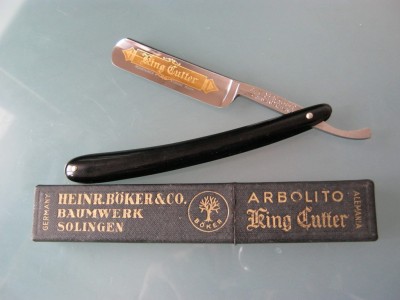 King Cutter
GERMANY
HEINR. BÖKER & CO.
BAUMWERK
SOLINGEN
BÖKER
ARBOLITO
King Cutter
ALEMANIA